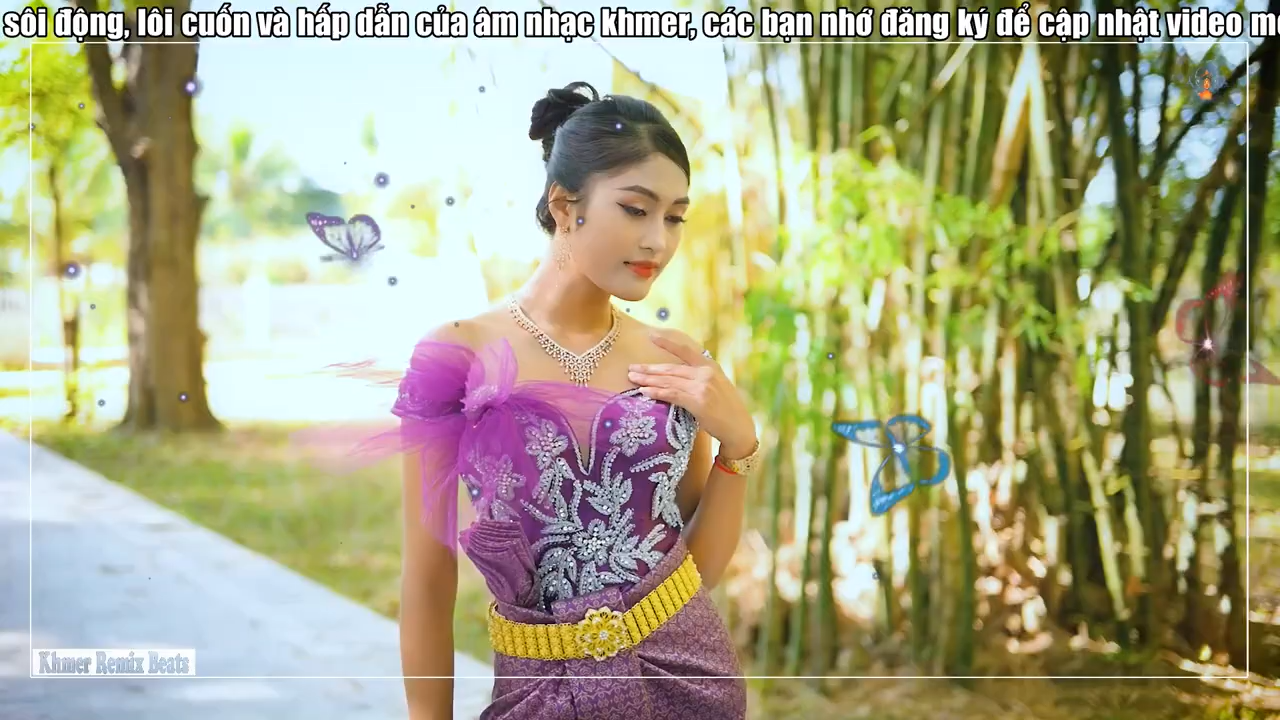 sôi động, lôi cuốn và hấp dẫn của âm nhạc khmer, các bạn nhớ đăng ký để cập nhật video
Khmer Remix Beats